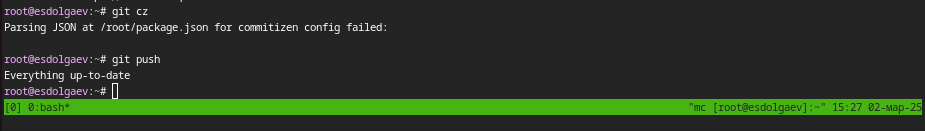 root@esdolgaev:~# git cz
Parsing JSON at /root/package.json for commitizen config failed:
root@esdolgaev:~# git push
Everything up-to-date
root@esdolgaev:~#
[0] 0:bash* "mc [root@esdolgaev]:~" 15:27 02-мар-25